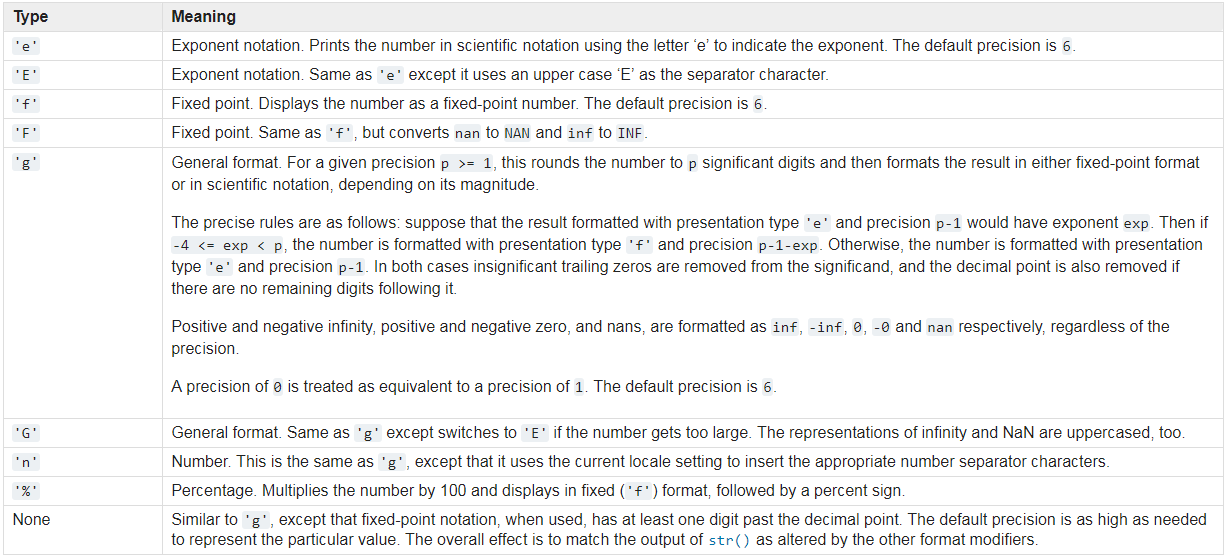 Type Meaning
'e' Exponent notation. Prints the number in scientific notation using the letter ‘e’ to indicate the exponent. The default precision is 6.
'E' Exponent notation. Same as 'e' except it uses an upper case ‘E’ as the separator character.
'f' Fixed point. Displays the number as a fixed-point number. The default precision is 6.
'F' Fixed point. Same as 'f', but converts nan to NAN and inf to INF.
'g' General format. For a given precision p >= 1, this rounds the number to p significant digits and then formats the result in either fixed-point format
or in scientific notation, depending on its magnitude.
The precise rules are as follows: suppose that the result formatted with presentation type 'e' and precision p-1 would have exponent exp. Then if
-4 <= exp < p, the number is formatted with presentation type 'f' and precision p-1-exp. Otherwise, the number is formatted with presentation
type 'e' and precision p-1. In both cases insignificant trailing zeros are removed from the significand, and the decimal point is also removed if
there are no remaining digits following it.
Positive and negative infinity, positive and negative zero, and nans, are formatted as inf, -inf, 0, -0 and nan respectively, regardless of the
precision.
A precision of 0 is treated as equivalent to a precision of 1. The default precision is 6.
'G' General format. Same as 'g' except switches to 'E' if the number gets too large. The representations of infinity and NaN are uppercased, too.
'n' Number. This is the same as 'g', except that it uses the current locale setting to insert the appropriate number separator characters.
'%' Percentage. Multiplies the number by 100 and displays in fixed ('f') format, followed by a percent sign.
None Similar to 'g', except that fixed-point notation, when used, has at least one digit past the decimal point. The default precision is as high as needed
to represent the particular value. The overall effect is to match the output of str() as altered by the other format modifiers.